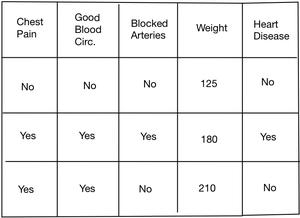 Chest Pain Good Blood Circ. Blocked Arteries Weight Heart Disease
No No No 125 No
Yes Yes Yes 180 Yes
Yes Yes No 210 No